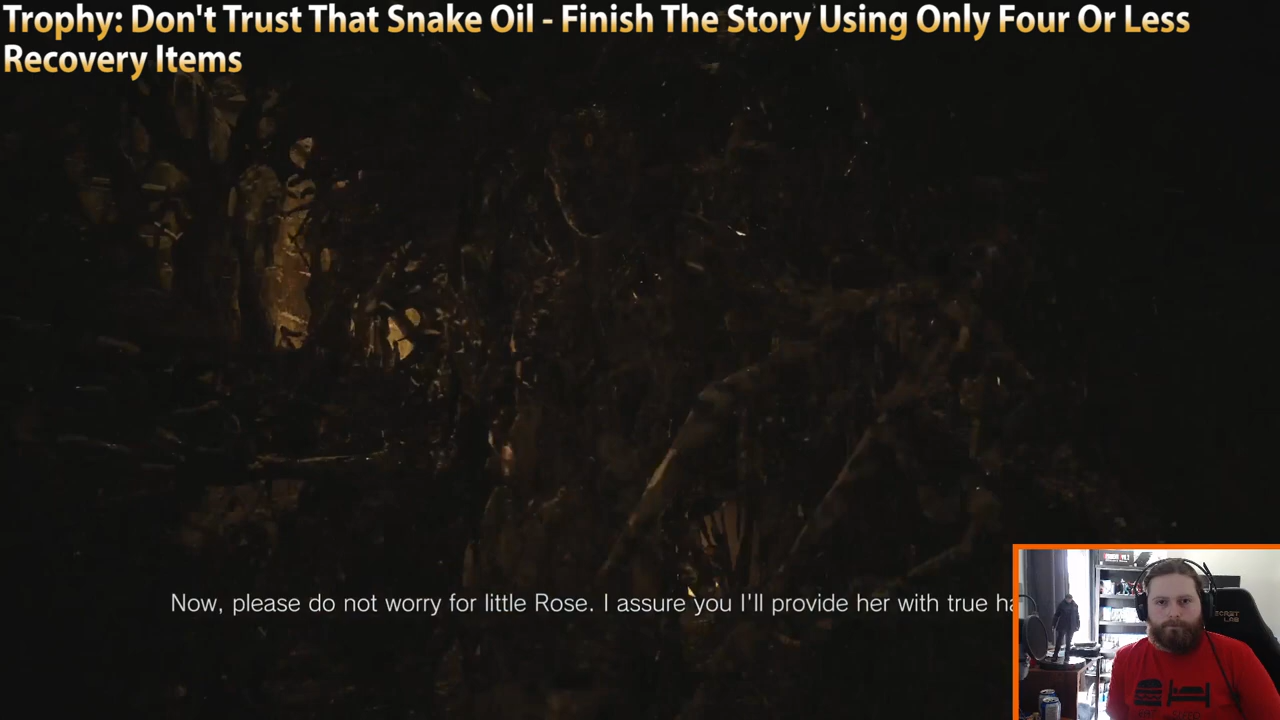 Trophy: Don't Trust That Snake Oil - Finish The Story Using Only Four Or Less
Recovery Items
Now, please do not worry for little Rose. I assure you I'll provide her with true ha